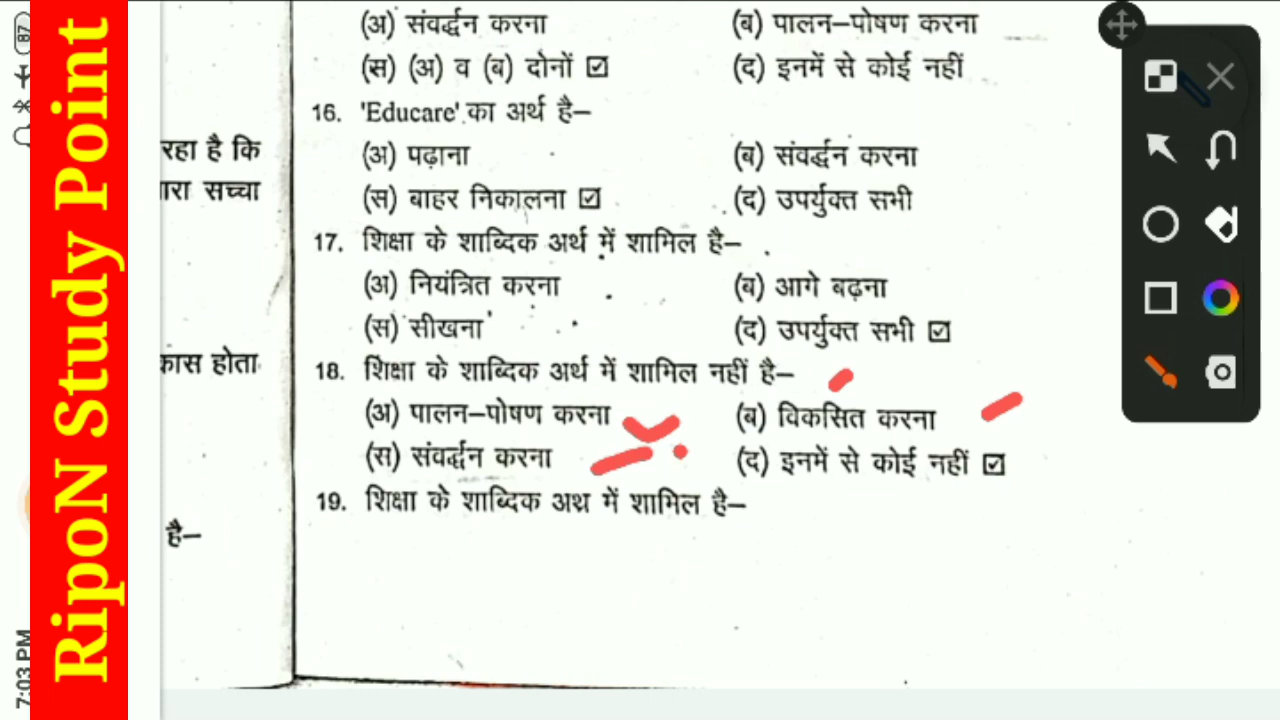 87
7:03 PM
RipoN Study Point
रहा है कि
ारा सच्चा
कास होता
है–
(अ) संवर्द्धन करना (ब) पालन–पोषण करना
(स) (अ) व (ब) दोनों ☑ (द) इनमें से कोई नहीं
16. 'Educare' का अर्थ है–
(अ) पढ़ाना (ब) संवर्द्धन करना
(स) बाहर निकालना ☑ (द) उपर्युक्त सभी
17. शिक्षा के शाब्दिक अर्थ में शामिल है–
(अ) नियंत्रित करना (ब) आगे बढ़ना
(स) सीखना (द) उपर्युक्त सभी ☑
18. शिक्षा के शाब्दिक अर्थ में शामिल नहीं है–
(अ) पालन–पोषण करना (ब) विकसित करना
(स) संवर्द्धन करना (द) इनमें से कोई नहीं ☑
19. शिक्षा के शाब्दिक अथ्र में शामिल है–